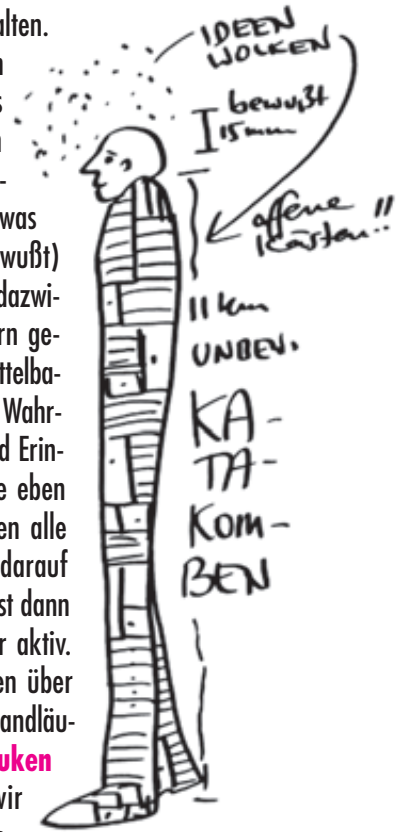 alten.
n
s
n
-
was
wußt)
dazwi-
rn ge-
ttelba-
Wahr-
d Erin-
e eben
en alle
darauf
st dann
r aktiv.
en über
andläu-
uken
wir
IDEEN
WOLKEN
bewußt
15mm
offene !!
Kästen!!
11 km
UNBEW.
KA-
TA-
KOM-
BEN